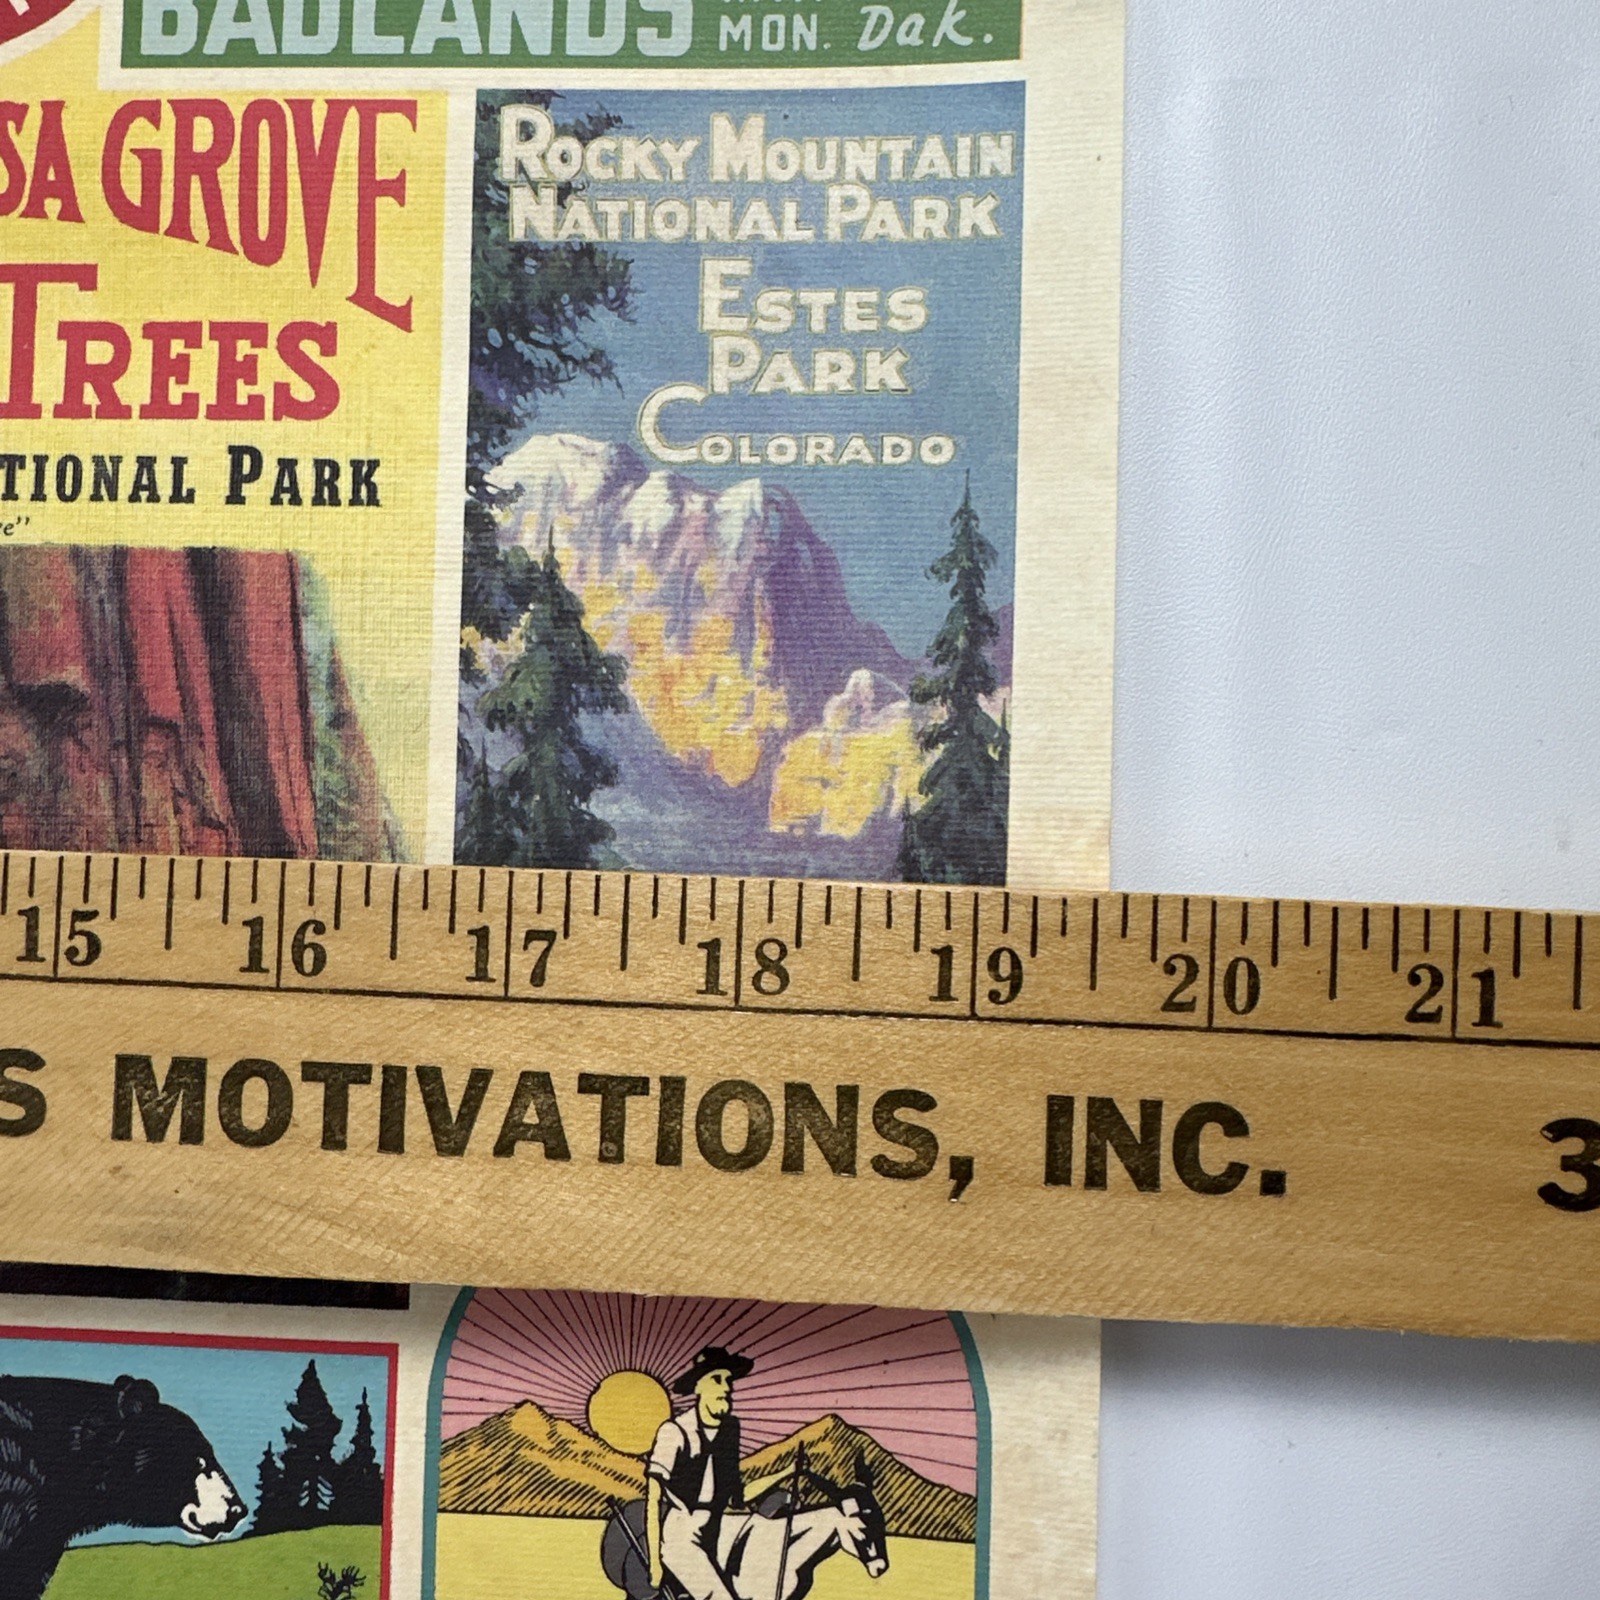 BADLANDS
MON. Dak.
SA GROVE
TREES
TIONAL PARK
e"
ROCKY MOUNTAIN
NATIONAL PARK
ESTES
PARK
COLORADO
15 16 17 18 19 20 21
S MOTIVATIONS, INC. 3